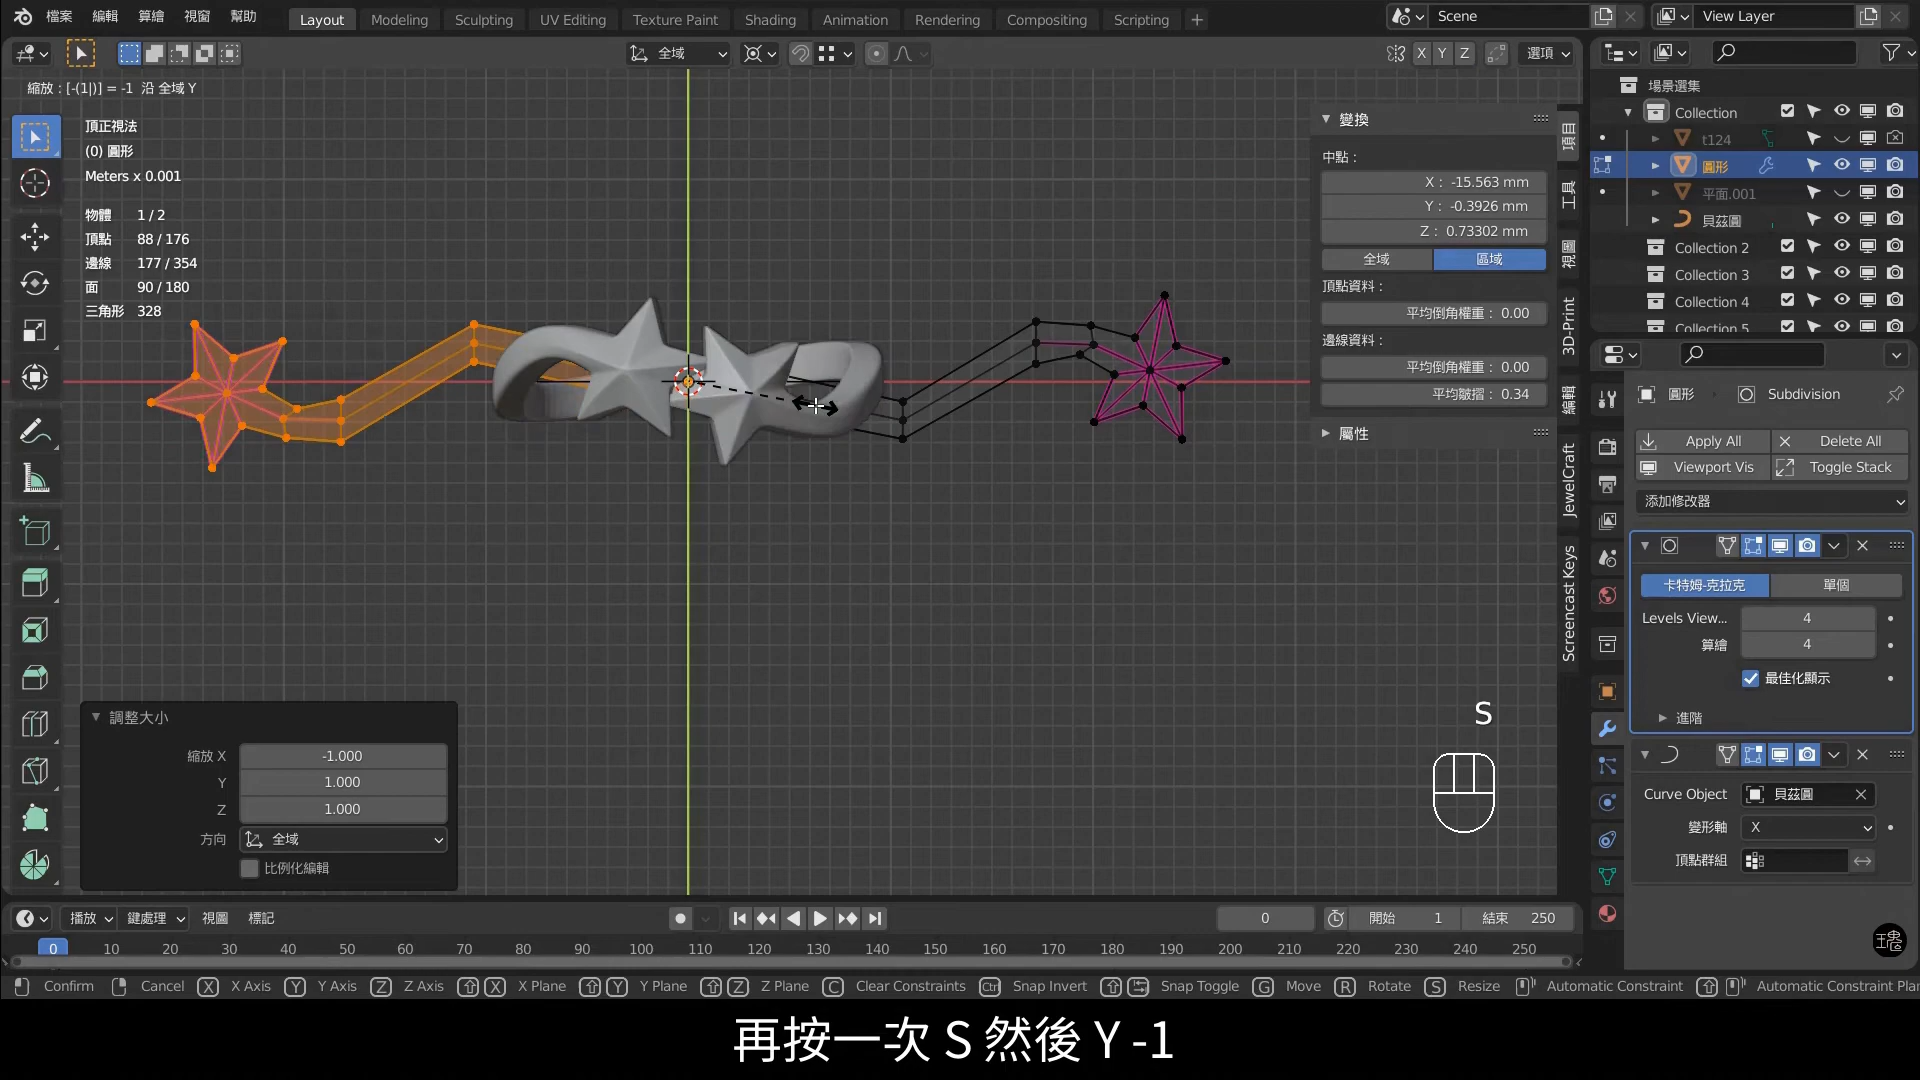 檔案 編輯 算繪 視窗 幫助 Layout Modeling Sculpting UV Editing Texture Paint Shading Animation Rendering Compositing Scripting + Scene View Layer
全域 X Y Z 選項
縮放 : [-(1|)] = -1 沿 全域 Y
頂正視法
(0) 圓形
Meters x 0.001
物體 1 / 2
頂點 88 / 176
邊線 177 / 354
面 90 / 180
三角形 328
變換
中點 :
X : -15.563 mm
Y : -0.3926 mm
Z : 0.73302 mm
全域 區域
頂點資料 :
平均倒角權重 : 0.00
邊線資料 :
平均倒角權重 : 0.00
平均皺摺 : 0.34
屬性
項目
工具
視圖
3D-Print
編輯
JewelCraft
Screencast Keys
場景選集
Collection
t124
圓形
平面.001
貝茲圓
Collection 2
Collection 3
Collection 4
Collection 5
圓形 Subdivision
Apply All Delete All
Viewport Vis Toggle Stack
添加修改器
卡特姆-克拉克 單個
Levels View... 4
算繪 4
最佳化顯示
進階
Curve Object 貝茲圓
變形軸 X
頂點群組
S
調整大小
縮放 X -1.000
Y 1.000
Z 1.000
方向 全域
比例化編輯
播放 鍵處理 視圖 標記 0 開始 1 結束 250
0 10 20 30 40 50 60 70 80 90 100 110 120 130 140 150 160 170 180 190 200 210 220 230 240 250
Confirm Cancel X X Axis Y Y Axis Z Z Axis X X Plane Y Y Plane Z Z Plane C Clear Constraints Ctrl Snap Invert Snap Toggle G Move R Rotate S Resize Automatic Constraint Automatic Constraint Plan
再按一次 S 然後 Y -1